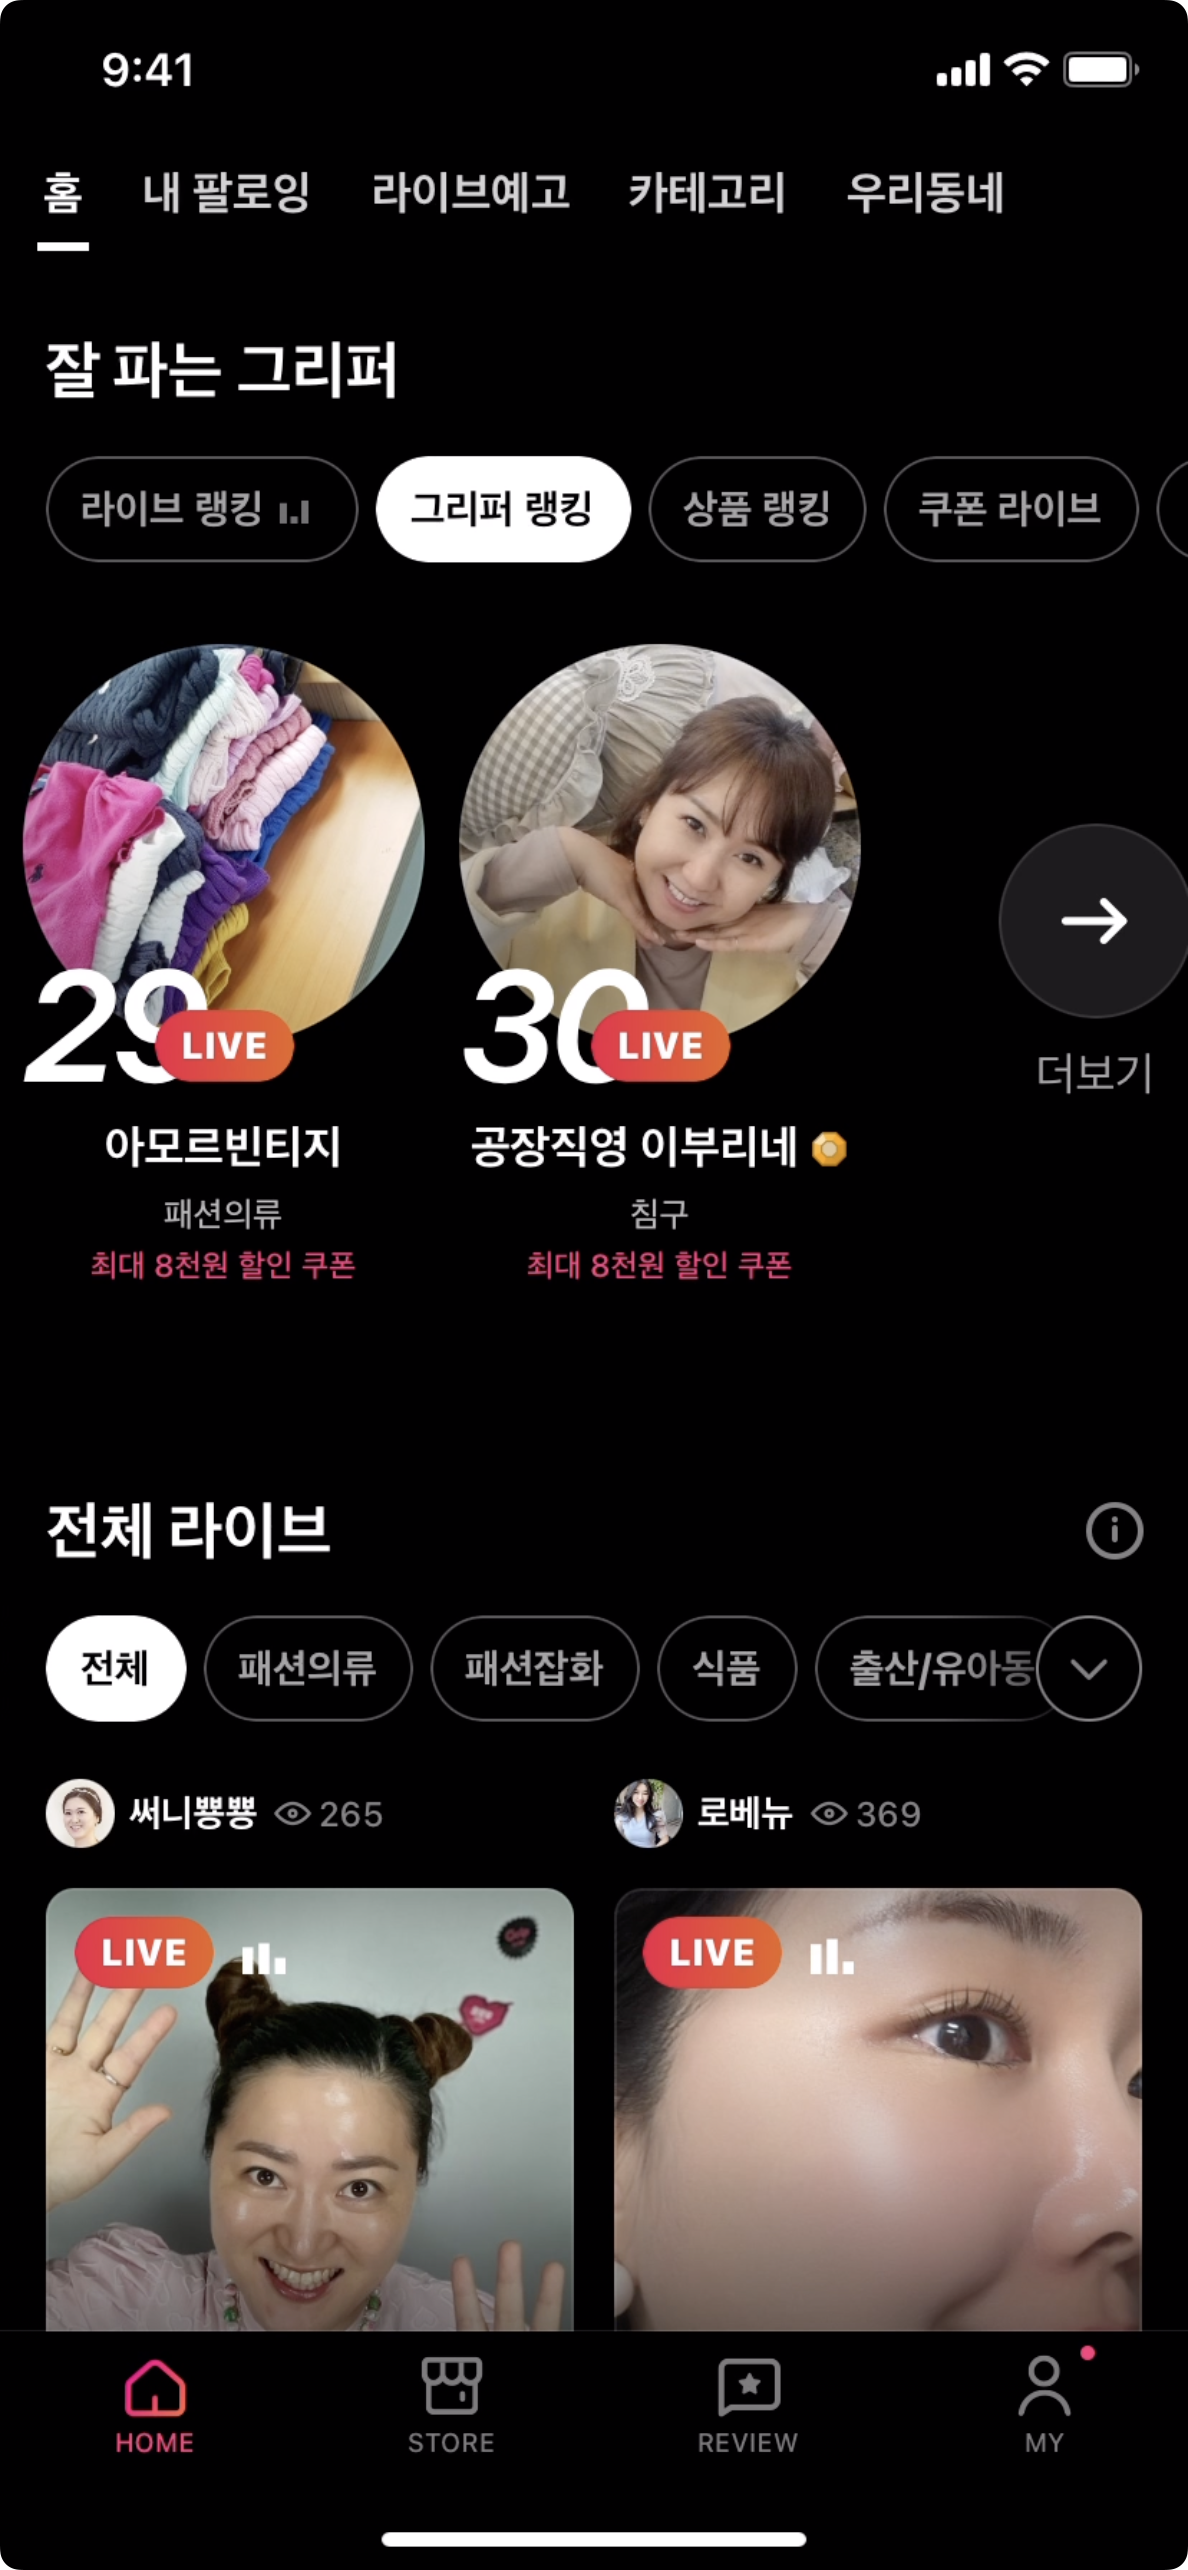 9:41
홈 내 팔로잉 라이브예고 카테고리 우리동네
잘 파는 그리퍼
라이브 랭킹 그리퍼 랭킹 상품 랭킹 쿠폰 라이브
29 LIVE 30 LIVE
더보기
아모르빈티지 공장직영 이부리네
패션의류 침구
최대 8천원 할인 쿠폰 최대 8천원 할인 쿠폰
전체 라이브
전체 패션의류 패션잡화 식품 출산/유아동
써니뿅뿅 265 로베뉴 369
LIVE LIVE
HOME STORE REVIEW MY